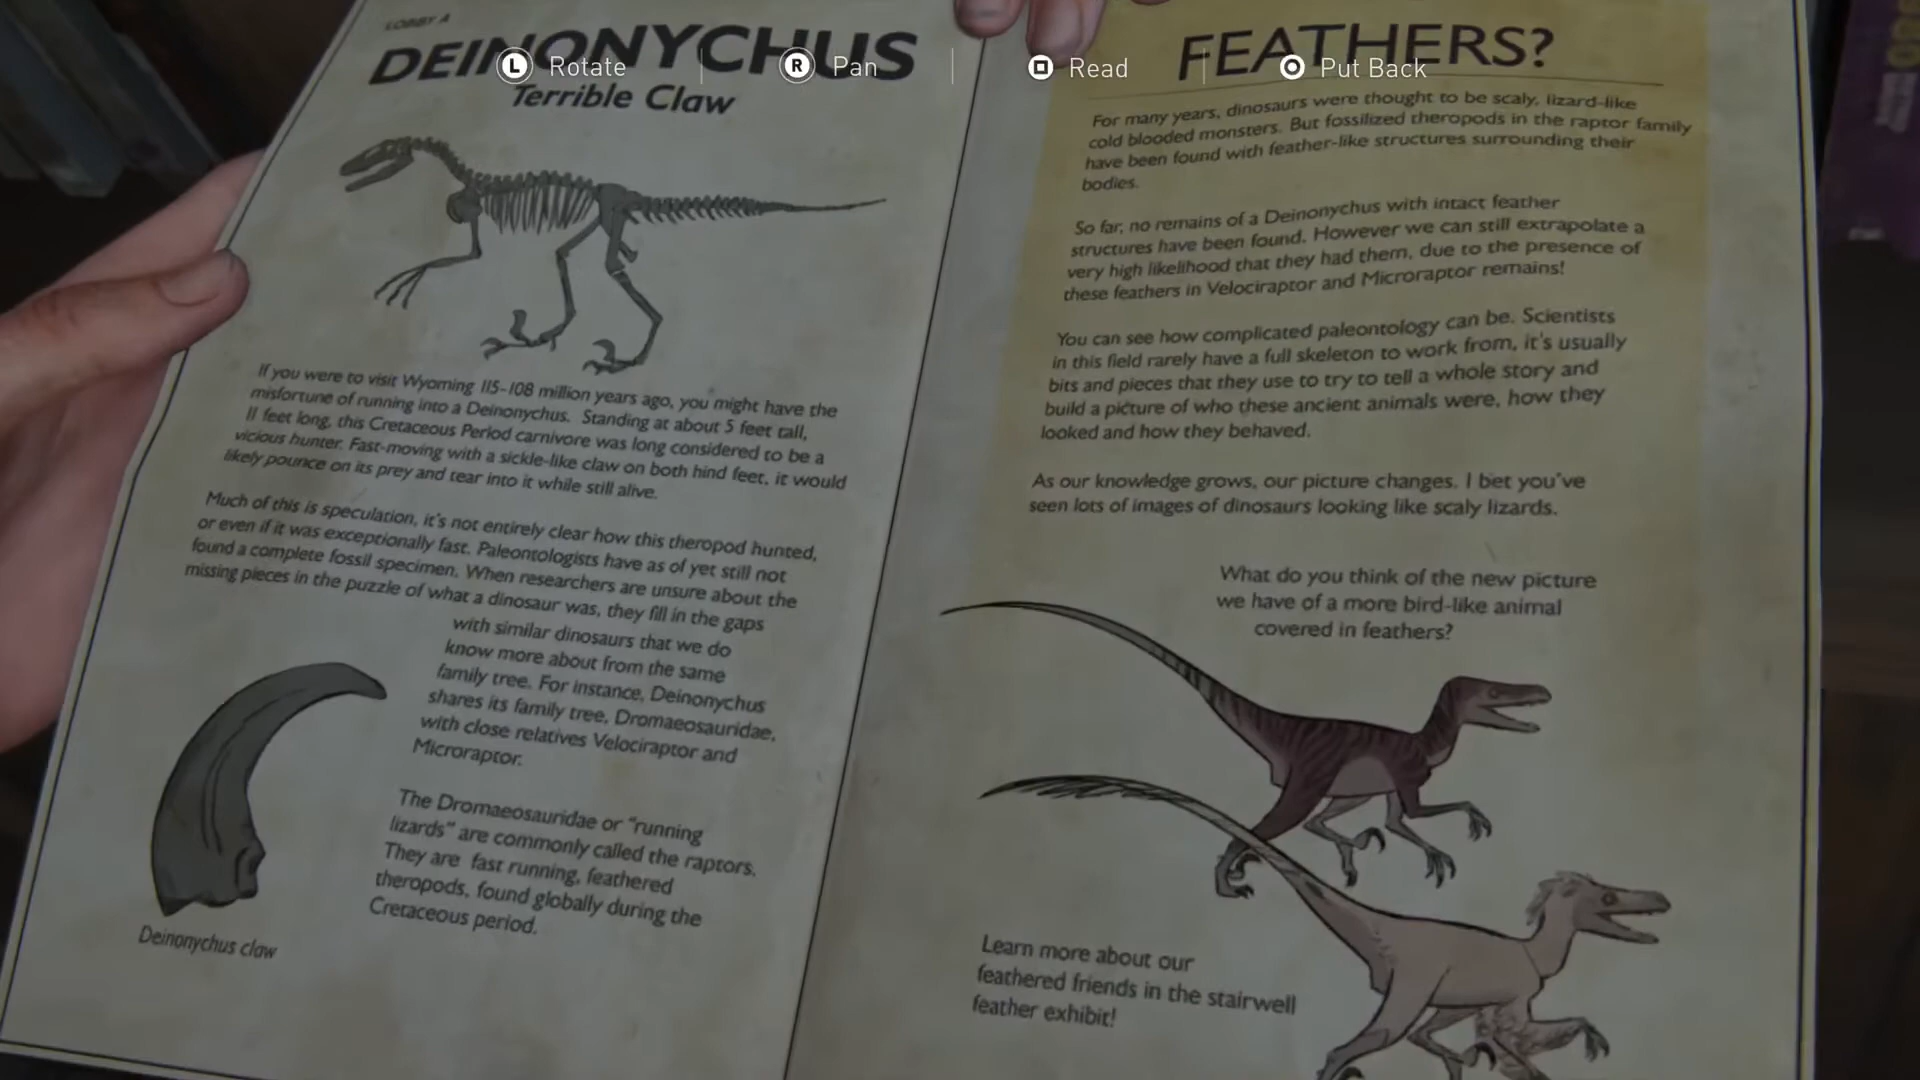 LOBBY A
DEINONYCHUS
Terrible Claw
L Rotate
R Pan
Read
Put Back
If you were to visit Wyoming 115-108 million years ago, you might have the
misfortune of running into a Deinonychus. Standing at about 5 feet tall,
11 feet long, this Cretaceous Period carnivore was long considered to be a
vicious hunter. Fast-moving with a sickle-like claw on both hind feet, it would
likely pounce on its prey and tear into it while still alive.
Much of this is speculation, it's not entirely clear how this theropod hunted,
or even if it was exceptionally fast. Paleontologists have as of yet still not
found a complete fossil specimen. When researchers are unsure about the
missing pieces in the puzzle of what a dinosaur was, they fill in the gaps
with similar dinosaurs that we do
know more about from the same
family tree. For instance, Deinonychus
shares its family tree, Dromaeosauridae,
with close relatives Velociraptor and
Microraptor.
The Dromaeosauridae or "running
lizards" are commonly called the raptors.
They are fast running, feathered
theropods, found globally during the
Cretaceous period.
Deinonychus claw
FEATHERS?
For many years, dinosaurs were thought to be scaly, lizard-like
cold blooded monsters. But fossilized theropods in the raptor family
have been found with feather-like structures surrounding their
bodies.
So far, no remains of a Deinonychus with intact feather
structures have been found. However we can still extrapolate a
very high likelihood that they had them, due to the presence of
these feathers in Velociraptor and Microraptor remains!
You can see how complicated paleontology can be. Scientists
in this field rarely have a full skeleton to work from, it's usually
bits and pieces that they use to try to tell a whole story and
build a picture of who these ancient animals were, how they
looked and how they behaved.
As our knowledge grows, our picture changes. I bet you've
seen lots of images of dinosaurs looking like scaly lizards.
What do you think of the new picture
we have of a more bird-like animal
covered in feathers?
Learn more about our
feathered friends in the stairwell
feather exhibit!